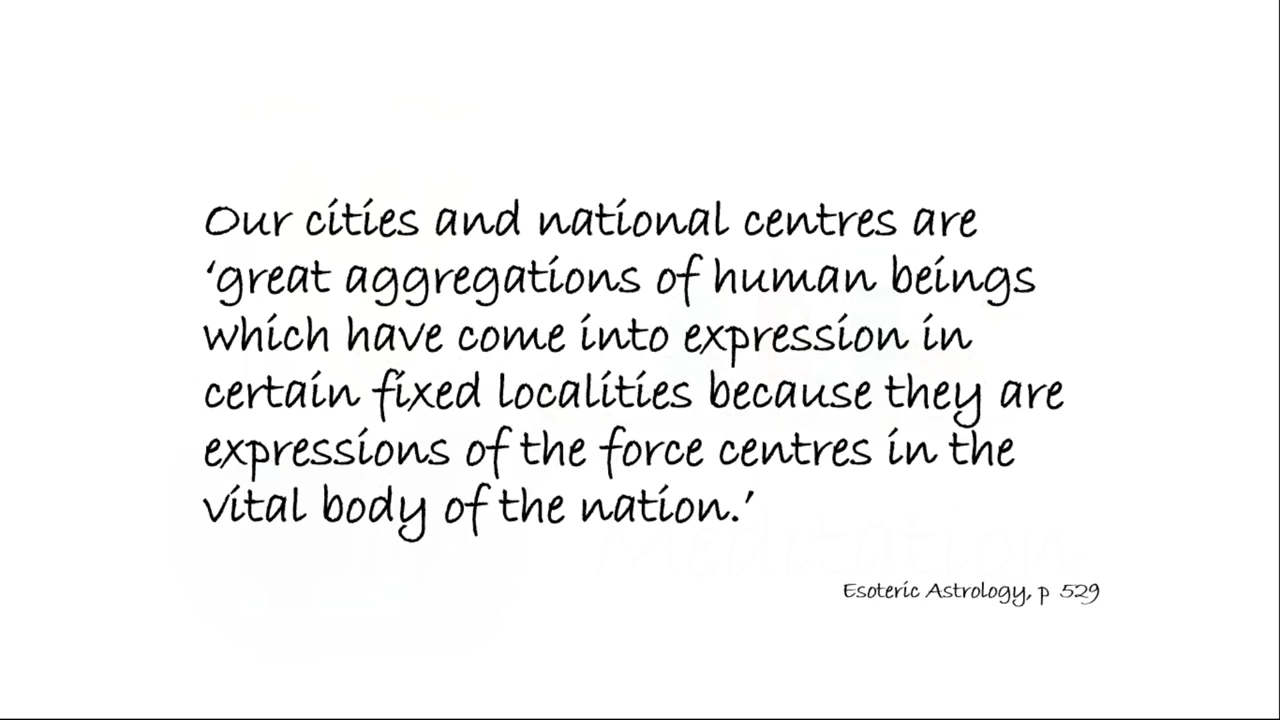 Our cities and national centres are
‘great aggregations of human beings
which have come into expression in
certain fixed localities because they are
expressions of the force centres in the
vital body of the nation.’
Meditation
Esoteric Astrology, p 529